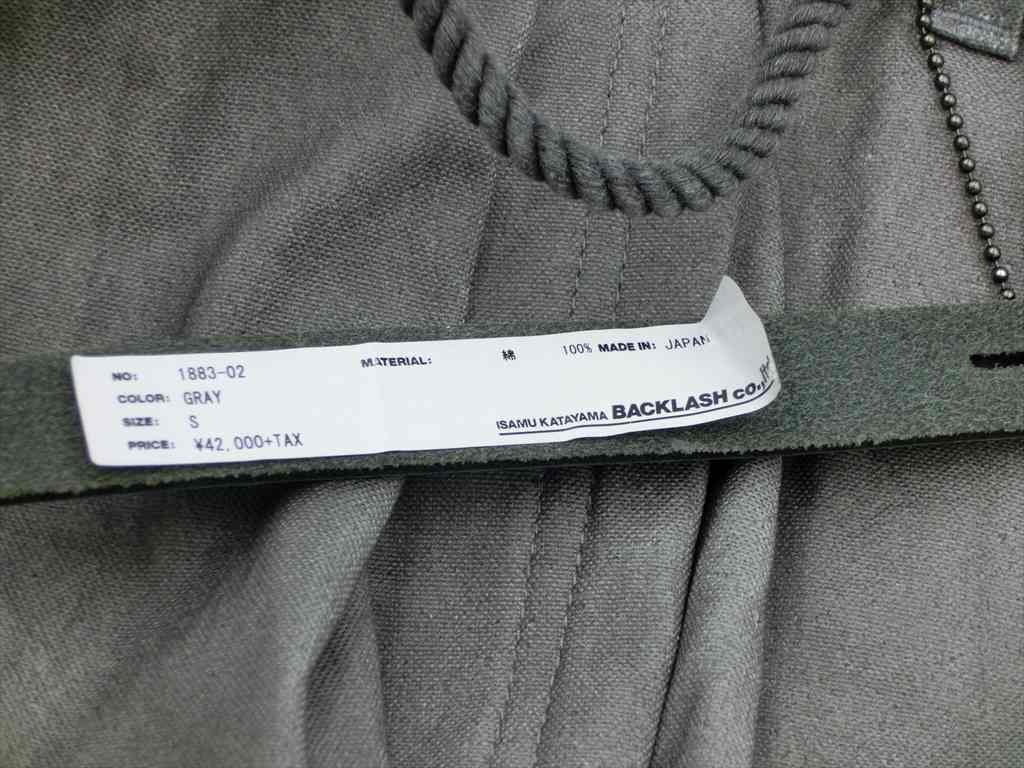 NO: 1883-02
COLOR: GRAY
SIZE: S
PRICE: ¥42,000+TAX
MATERIAL: 綿 100% MADE IN: JAPAN
ISAMU KATAYAMA BACKLASH CO.,